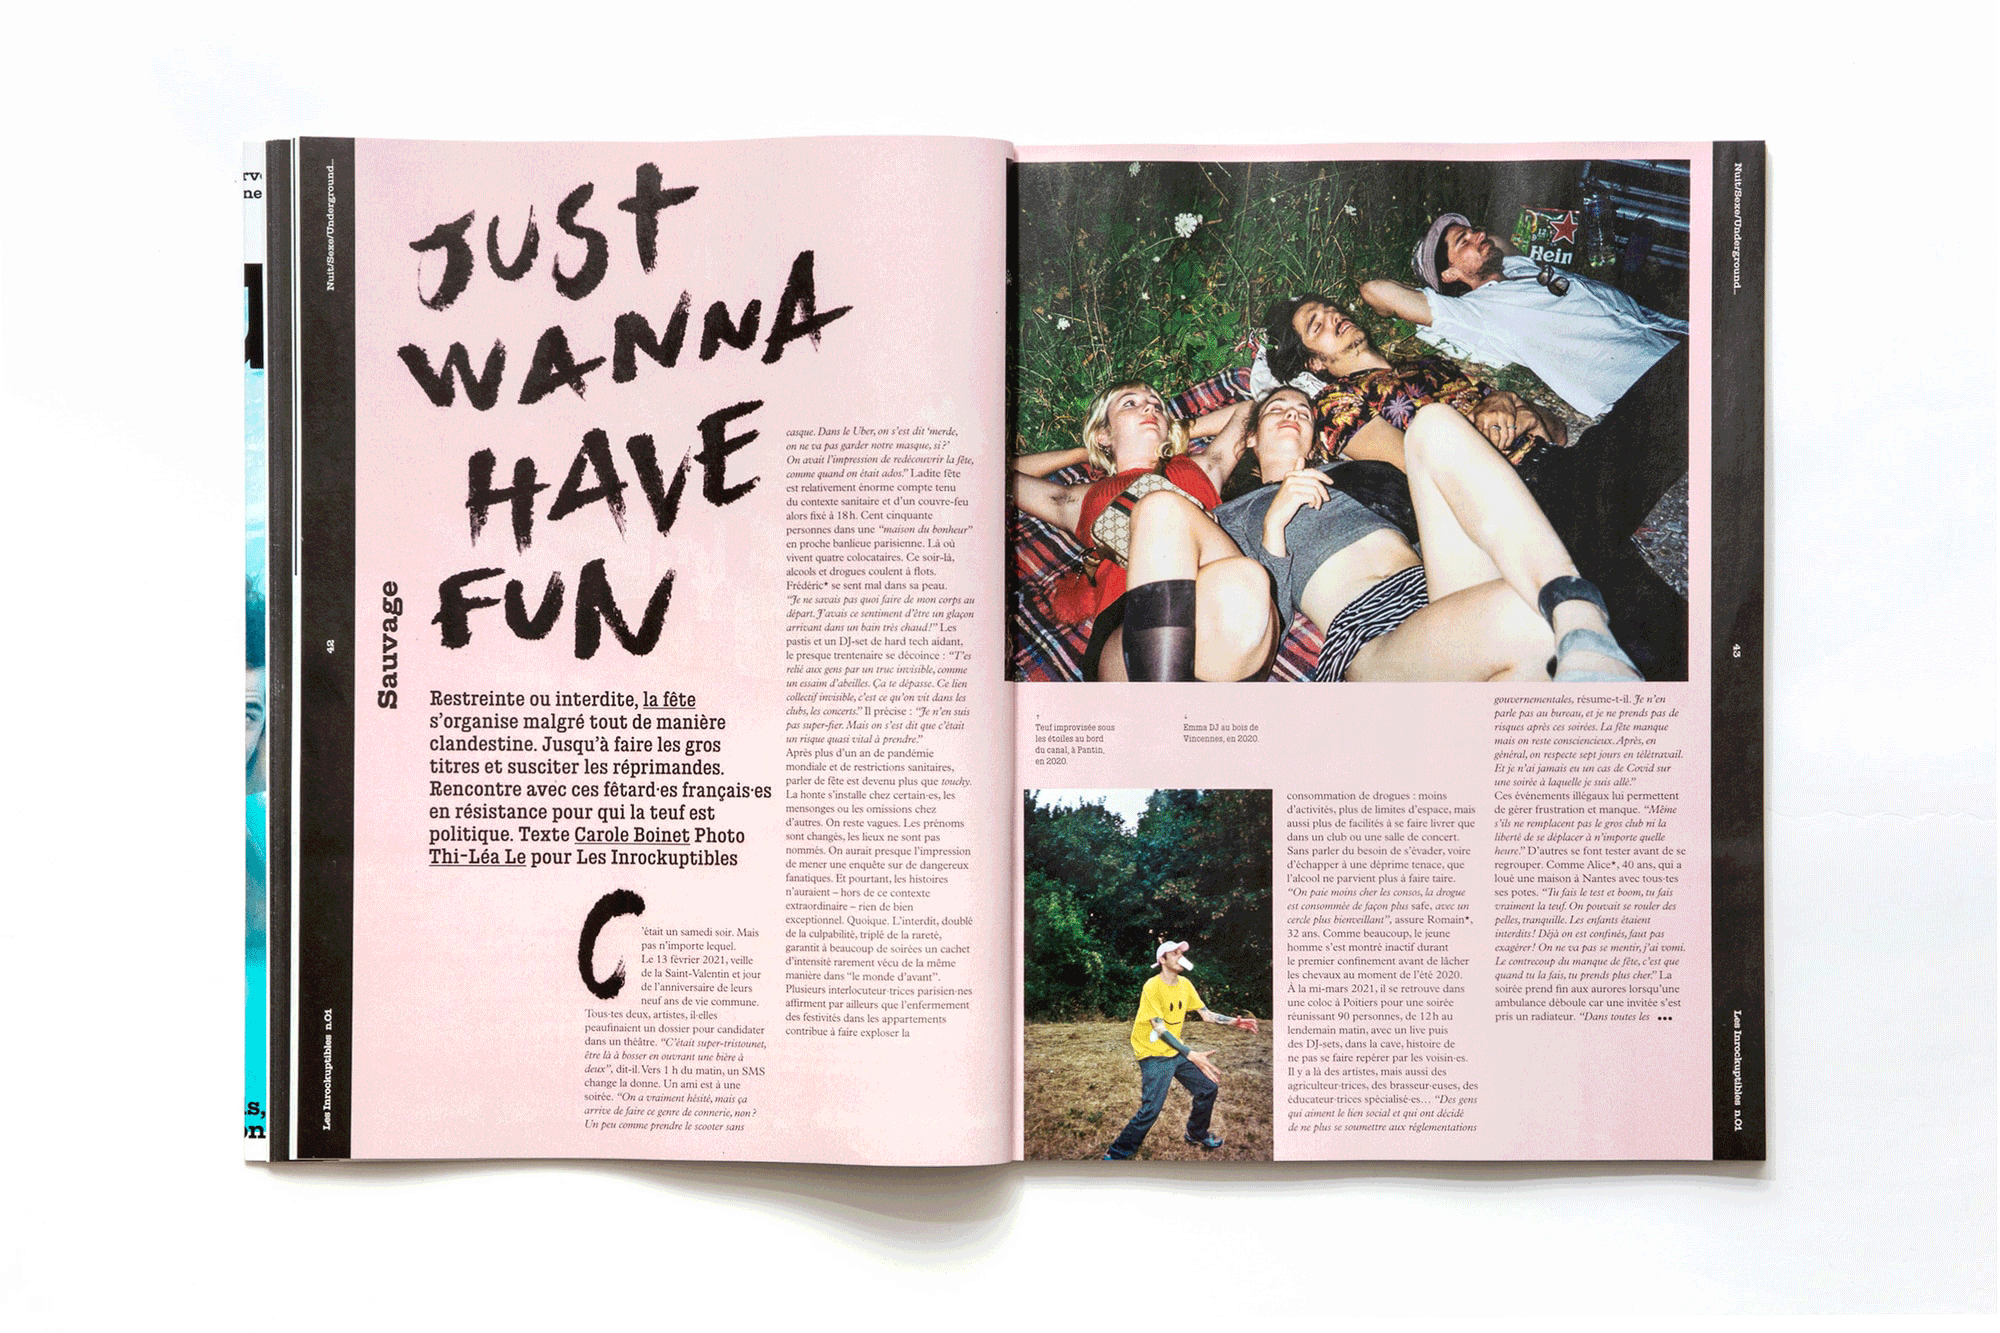 Nuit/Sexe/Underground...
42
Les Inrockuptibles n.01
Sauvage
JUST
WANNA
HAVE
FUN
Restreinte ou interdite, la fête
s’organise malgré tout de manière
clandestine. Jusqu’à faire les gros
titres et susciter les réprimandes.
Rencontre avec ces fêtard·es français·es
en résistance pour qui la teuf est
politique. Texte Carole Boinet Photo
Thi-Léa Le pour Les Inrockuptibles
C
’était un samedi soir. Mais
pas n’importe lequel.
Le 13 février 2021, veille
de la Saint-Valentin et jour
de l’anniversaire de leurs
neuf ans de vie commune.
Tous·tes deux, artistes, il·elles
peaufinaient un dossier pour candidater
dans un théâtre. “C’était super-tristounet,
être là à bosser en ouvrant une bière à
deux”, dit-il. Vers 1 h du matin, un SMS
change la donne. Un ami est à une
soirée. “On a vraiment hésité, mais ça
arrive de faire ce genre de connerie, non ?
Un peu comme prendre le scooter sans
casque. Dans le Uber, on s’est dit ‘merde,
on ne va pas garder notre masque, si ?’
On avait l’impression de redécouvrir la fête,
comme quand on était ados.” Ladite fête
est relativement énorme compte tenu
du contexte sanitaire et d’un couvre-feu
alors fixé à 18 h. Cent cinquante
personnes dans une “maison du bonheur”
en proche banlieue parisienne. Là où
vivent quatre colocataires. Ce soir-là,
alcools et drogues coulent à flots.
Frédéric* se sent mal dans sa peau.
“Je ne savais pas quoi faire de mon corps au
départ. J’avais ce sentiment d’être un glaçon
arrivant dans un bain très chaud !” Les
pastis et un DJ-set de hard tech aidant,
le presque trentenaire se décoince : “T’es
relié aux gens par un truc invisible, comme
un essaim d’abeilles. Ça te dépasse. Ce lien
collectif invisible, c’est ce qu’on vit dans les
clubs, les concerts.” Il précise : “Je n’en suis
pas super-fier. Mais on s’est dit que c’était
un risque quasi vital à prendre.”
Après plus d’un an de pandémie
mondiale et de restrictions sanitaires,
parler de fête est devenu plus que touchy.
La honte s’installe chez certain·es, les
mensonges ou les omissions chez
d’autres. On reste vagues. Les prénoms
sont changés, les lieux ne sont pas
nommés. On aurait presque l’impression
de mener une enquête sur de dangereux
fanatiques. Et pourtant, les histoires
n’auraient – hors de ce contexte
extraordinaire – rien de bien
exceptionnel. Quoique. L’interdit, doublé
de la culpabilité, triplé de la rareté,
garantit à beaucoup de soirées un cachet
d’intensité rarement vécu de la même
manière dans “le monde d’avant”.
Plusieurs interlocuteur·trices parisien·nes
affirment par ailleurs que l’enfermement
des festivités dans les appartements
contribue à faire exploser la
Hein
↑
Teuf improvisée sous
les étoiles au bord
du canal, à Pantin,
en 2020.
↓
Emma DJ au bois de
Vincennes, en 2020.
consommation de drogues : moins
d’activités, plus de limites d’espace, mais
aussi plus de facilités à se faire livrer que
dans un club ou une salle de concert.
Sans parler du besoin de s’évader, voire
d’échapper à une déprime tenace, que
l’alcool ne parvient plus à faire taire.
“On paie moins cher les consos, la drogue
est consommée de façon plus safe, avec un
cercle plus bienveillant”, assure Romain*,
32 ans. Comme beaucoup, le jeune
homme s’est montré inactif durant
le premier confinement avant de lâcher
les chevaux au moment de l’été 2020.
À la mi-mars 2021, il se retrouve dans
une coloc à Poitiers pour une soirée
réunissant 90 personnes, de 12 h au
lendemain matin, avec un live puis
des DJ-sets, dans la cave, histoire de
ne pas se faire repérer par les voisin·es.
Il y a là des artistes, mais aussi des
agriculteur·trices, des brasseur·euses, des
éducateur·trices spécialisé·es… “Des gens
qui aiment le lien social et qui ont décidé
de ne plus se soumettre aux réglementations
gouvernementales, résume-t-il. Je n’en
parle pas au bureau, et je ne prends pas de
risques après ces soirées. La fête manque
mais on reste consciencieux. Après, en
général, on respecte sept jours en télétravail.
Et je n’ai jamais eu un cas de Covid sur
une soirée à laquelle je suis allé.”
Ces événements illégaux lui permettent
de gérer frustration et manque. “Même
s’ils ne remplacent pas le gros club ni la
liberté de se déplacer à n’importe quelle
heure.” D’autres se font tester avant de se
regrouper. Comme Alice*, 40 ans, qui a
loué une maison à Nantes avec tous·tes
ses potes. “Tu fais le test et boom, tu fais
vraiment la teuf. On pouvait se rouler des
pelles, tranquille. Les enfants étaient
interdits ! Déjà on est confinés, faut pas
exagérer ! On ne va pas se mentir, j’ai vomi.
Le contrecoup du manque de fête, c’est que
quand tu la fais, tu prends plus cher.” La
soirée prend fin aux aurores lorsqu’une
ambulance déboule car une invitée s’est
pris un radiateur. “Dans toutes les •••
Nuit/Sexe/Underground...
43
Les Inrockuptibles n.01